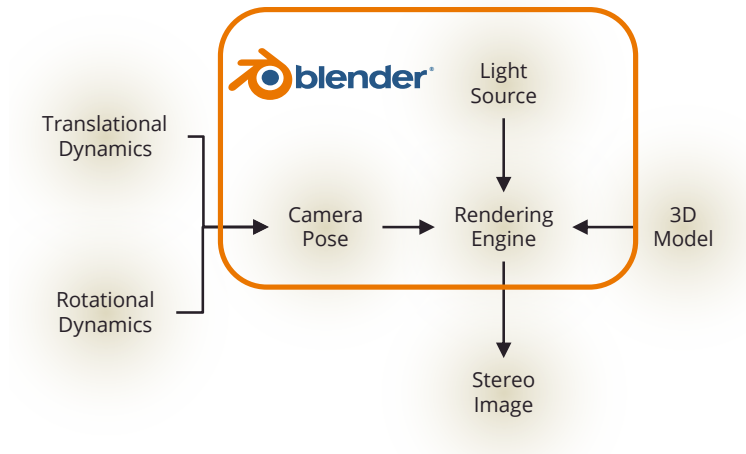 blender
Light
Source
Translational
Dynamics
Camera
Pose
Rendering
Engine
3D
Model
Rotational
Dynamics
Stereo
Image